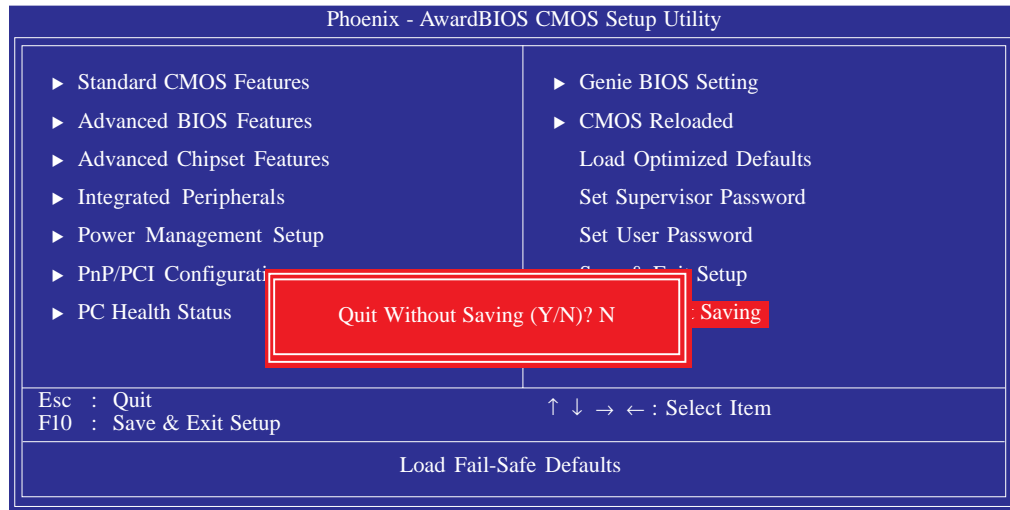 Phoenix - AwardBIOS CMOS Setup Utility
Standard CMOS Features
Advanced BIOS Features
Advanced Chipset Features
Integrated Peripherals
Power Management Setup
PnP/PCI
PC Health Status
Genie BIOS Setting
CMOS Reloaded
Load Optimized Defaults
Set Supervisor Password
Set User Password
Setup
Saving
Quit Without Saving (Y/N)? N
Esc : Quit
F10 : Save & Exit Setup
↑ ↓ → ← : Select Item
Load Fail-Safe Defaults